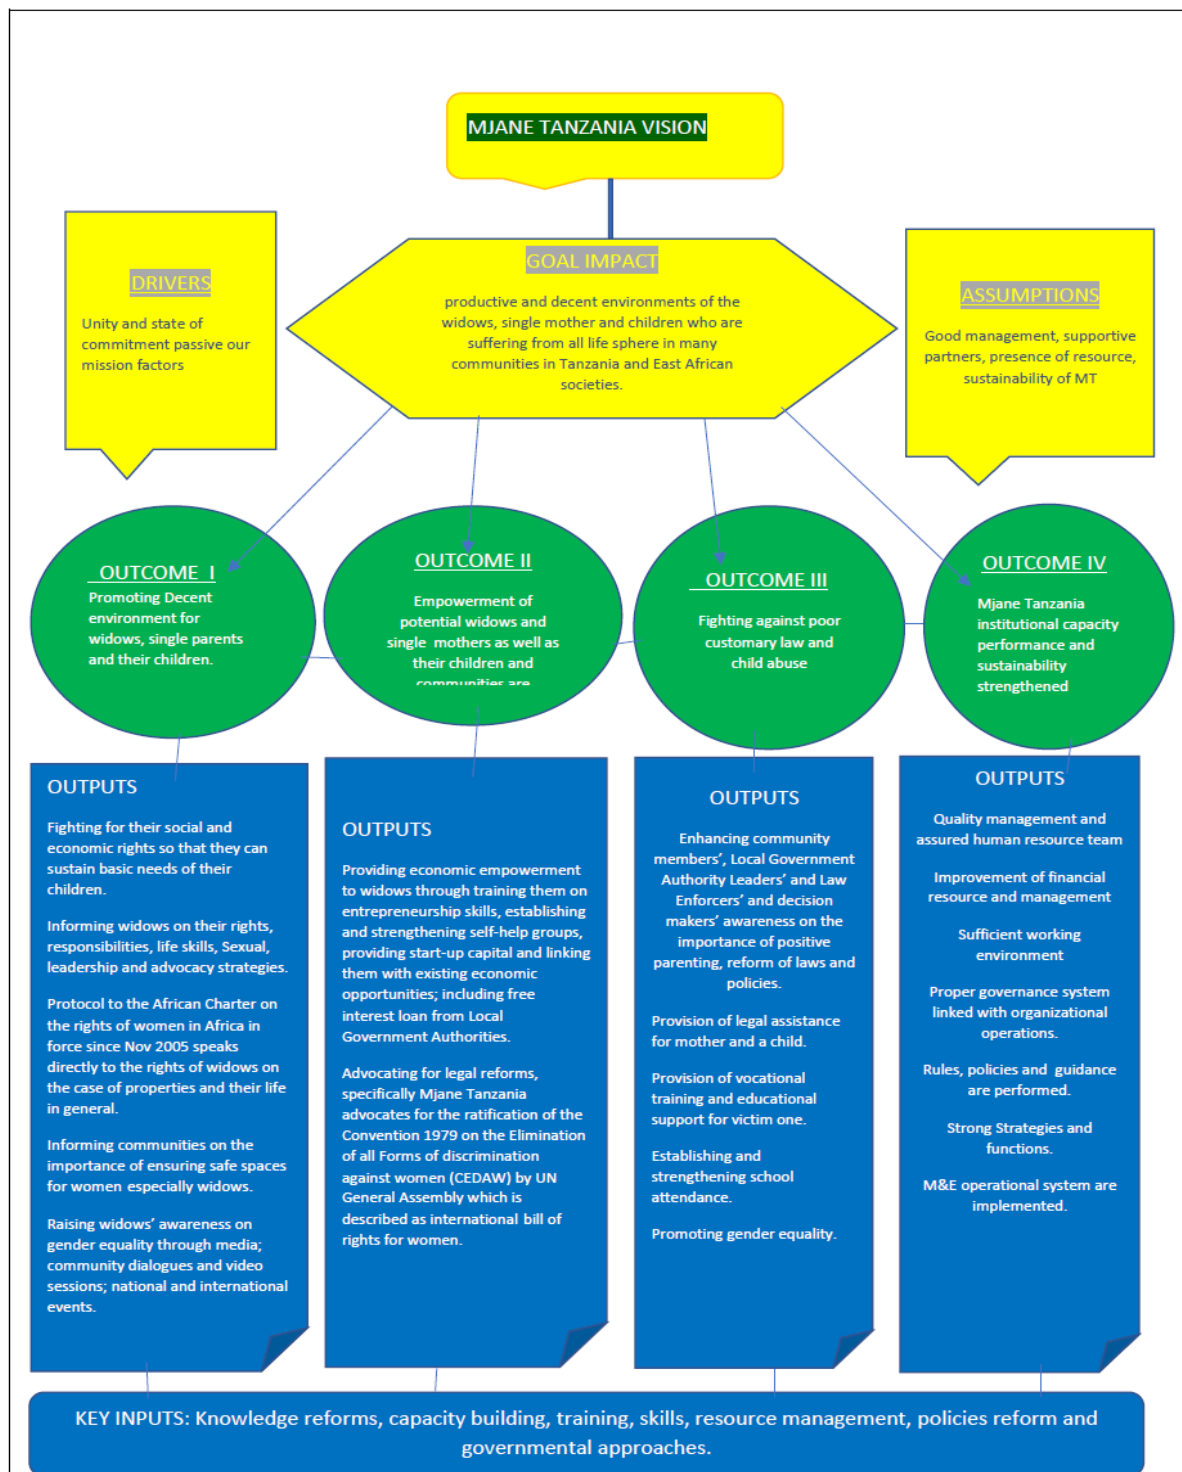 MJANE TANZANIA VISION
DRIVERS
Unity and state of
commitment passive our
mission factors
GOAL IMPACT
productive and decent environments of the
widows, single mother and children who are
suffering from all life sphere in many
communities in Tanzania and East African
societies.
ASSUMPTIONS
Good management, supportive
partners, presence of resource,
sustainability of MT
OUTCOME I
Promoting Decent
environment for
widows, single parents
and their children.
OUTCOME II
Empowerment of
potential widows and
single mothers as well as
their children and
communities are
OUTCOME III
Fighting against poor
customary law and
child abuse
OUTCOME IV
Mjane Tanzania
institutional capacity
performance and
sustainability
strengthened
OUTPUTS
Fighting for their social and
economic rights so that they can
sustain basic needs of their
children.
Informing widows on their rights,
responsibilities, life skills, Sexual,
leadership and advocacy strategies.
Protocol to the African Charter on
the rights of women in Africa in
force since Nov 2005 speaks
directly to the rights of widows on
the case of properties and their life
in general.
Informing communities on the
importance of ensuring safe spaces
for women especially widows.
Raising widows’ awareness on
gender equality through media;
community dialogues and video
sessions; national and international
events.
OUTPUTS
Providing economic empowerment
to widows through training them on
entrepreneurship skills, establishing
and strengthening self-help groups,
providing start-up capital and linking
them with existing economic
opportunities; including free
interest loan from Local
Government Authorities.
Advocating for legal reforms,
specifically Mjane Tanzania
advocates for the ratification of the
Convention 1979 on the Elimination
of all Forms of discrimination
against women (CEDAW) by UN
General Assembly which is
described as international bill of
rights for women.
OUTPUTS
Enhancing community
members’, Local Government
Authority Leaders’ and Law
Enforcers’ and decision
makers’ awareness on the
importance of positive
parenting, reform of laws and
policies.
Provision of legal assistance
for mother and a child.
Provision of vocational
training and educational
support for victim one.
Establishing and
strengthening school
attendance.
Promoting gender equality.
OUTPUTS
Quality management and
assured human resource team
Improvement of financial
resource and management
Sufficient working
environment
Proper governance system
linked with organizational
operations.
Rules, policies and guidance
are performed.
Strong Strategies and
functions.
M&E operational system are
implemented.
KEY INPUTS: Knowledge reforms, capacity building, training, skills, resource management, policies reform and
governmental approaches.